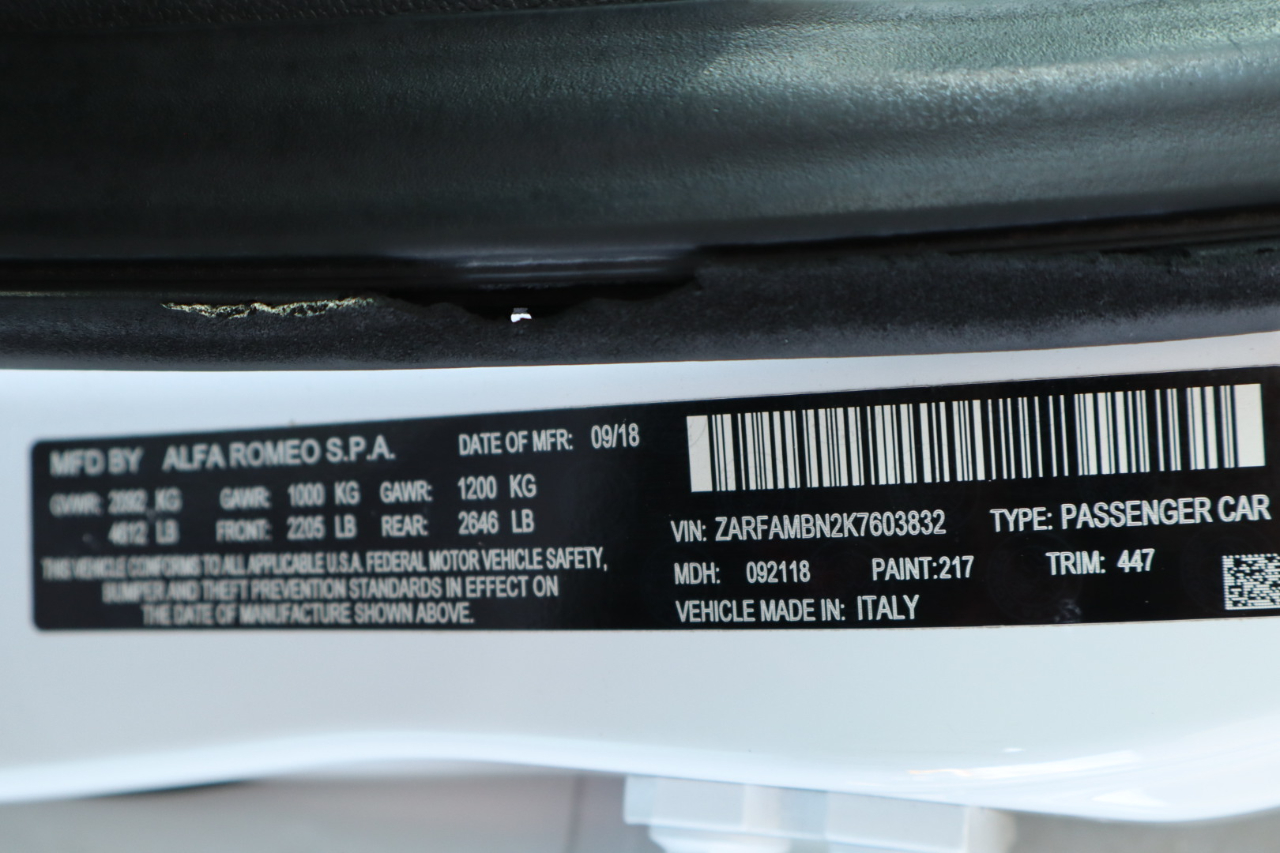 MFD BY ALFA ROMEO S.P.A. DATE OF MFR: 09/18
GVWR: 2092 KG GAWR: 1000 KG GAWR: 1200 KG
4612 LB FRONT: 2205 LB REAR: 2646 LB
THIS VEHICLE CONFORMS TO ALL APPLICABLE U.S.A. FEDERAL MOTOR VEHICLE SAFETY,
BUMPER AND THEFT PREVENTION STANDARDS IN EFFECT ON
THE DATE OF MANUFACTURE SHOWN ABOVE.
VIN: ZARFAMBN2K7603832 TYPE: PASSENGER CAR
MDH: 092118 PAINT:217 TRIM: 447
VEHICLE MADE IN: ITALY